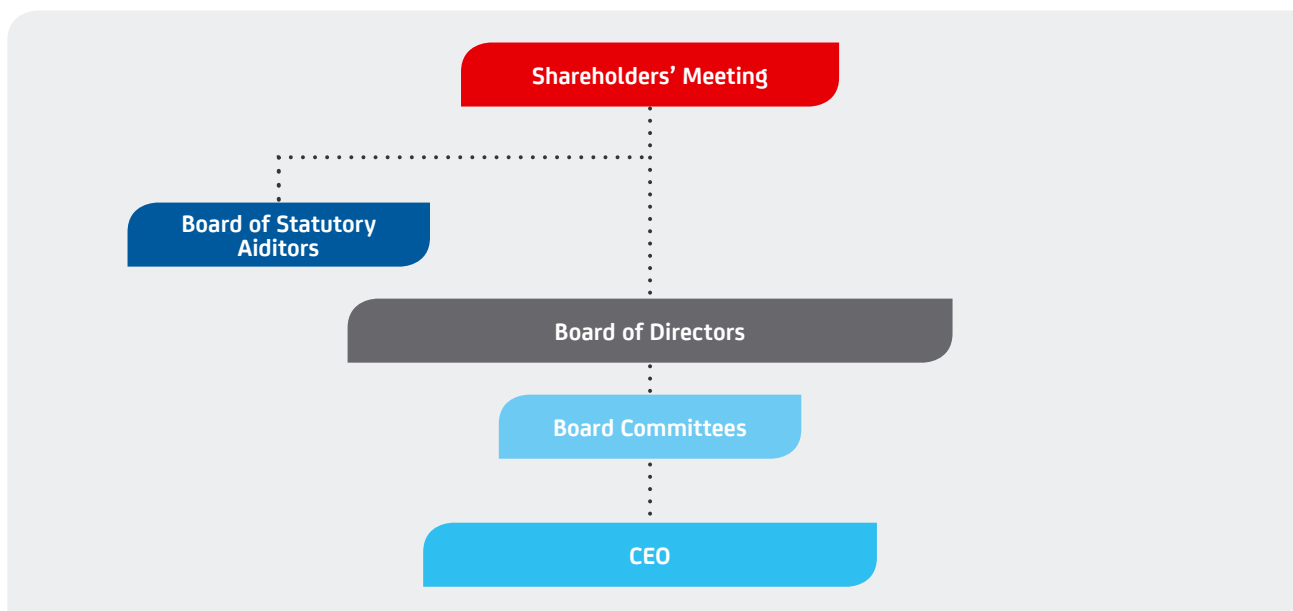 Shareholders’ Meeting
Board of Statutory
Aiditors
Board of Directors
Board Committees
CEO